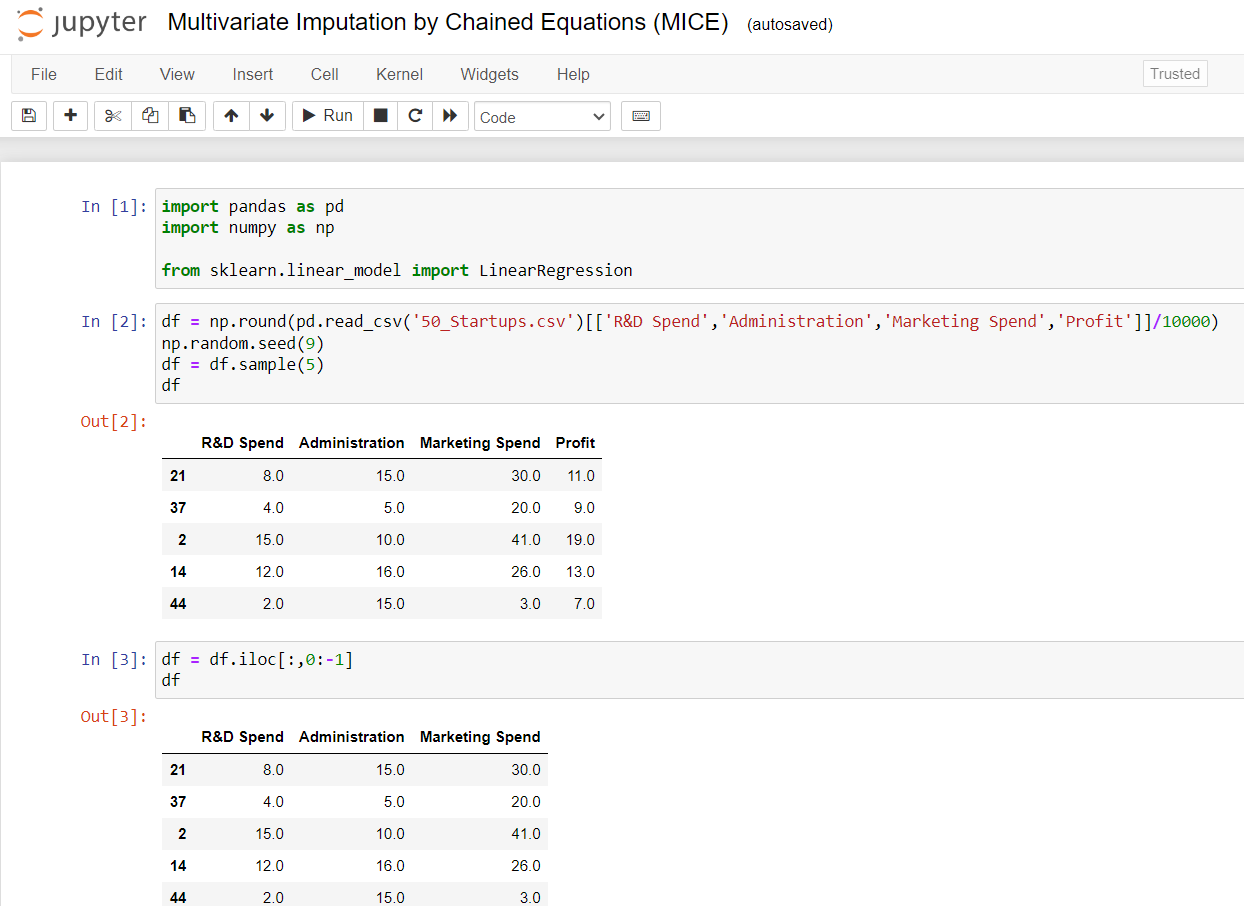 jupyter Multivariate Imputation by Chained Equations (MICE) (autosaved)
File Edit View Insert Cell Kernel Widgets Help Trusted
Run Code
In [1]: import pandas as pd
import numpy as np
from sklearn.linear_model import LinearRegression
In [2]: df = np.round(pd.read_csv('50_Startups.csv')[['R&D Spend','Administration','Marketing Spend','Profit']]/10000)
np.random.seed(9)
df = df.sample(5)
df
Out[2]:
R&D Spend Administration Marketing Spend Profit
21 8.0 15.0 30.0 11.0
37 4.0 5.0 20.0 9.0
2 15.0 10.0 41.0 19.0
14 12.0 16.0 26.0 13.0
44 2.0 15.0 3.0 7.0
In [3]: df = df.iloc[:,0:-1]
df
Out[3]:
R&D Spend Administration Marketing Spend
21 8.0 15.0 30.0
37 4.0 5.0 20.0
2 15.0 10.0 41.0
14 12.0 16.0 26.0
44 2.0 15.0 3.0